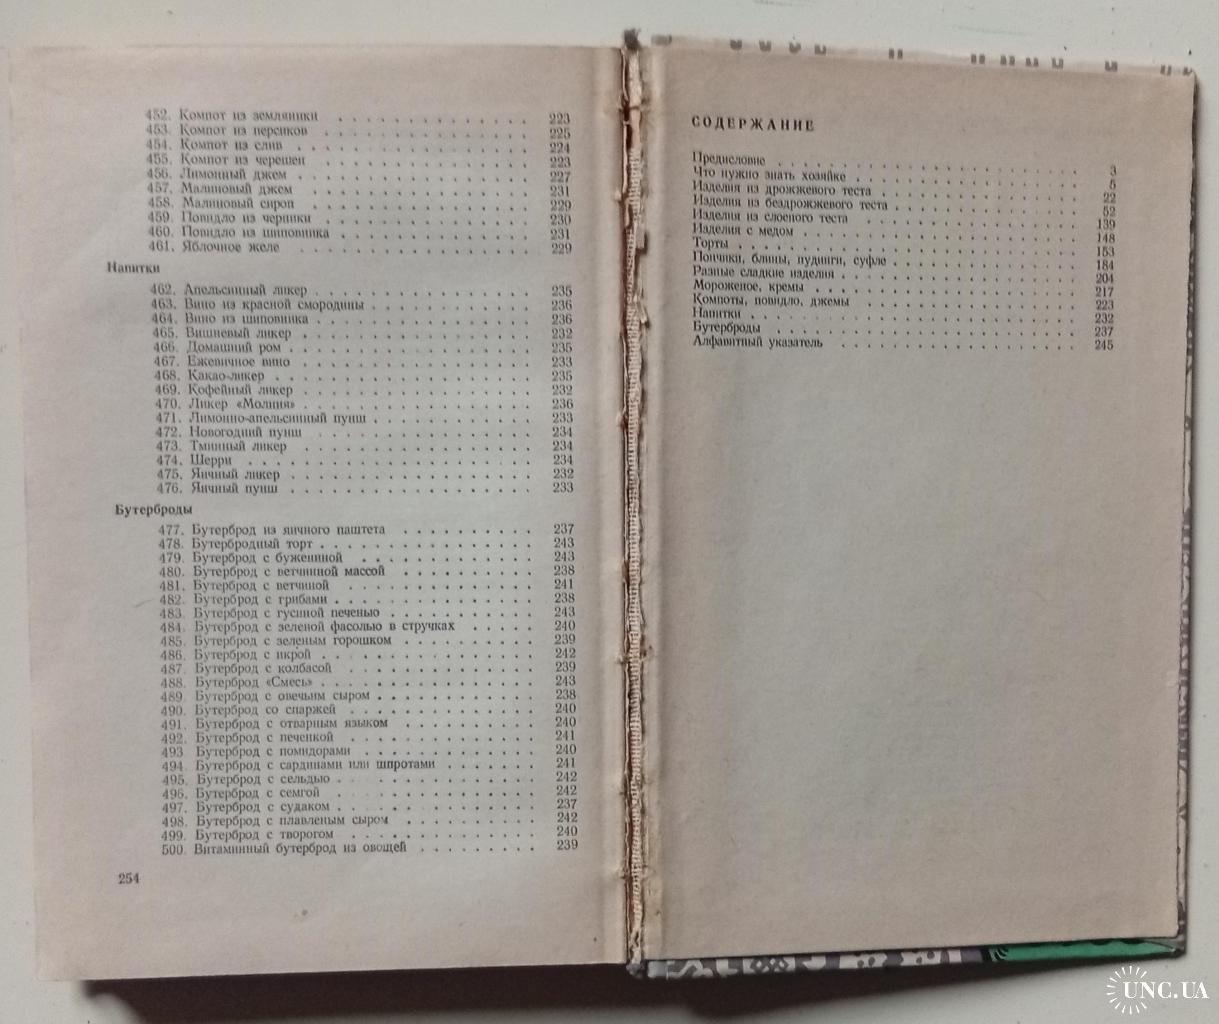 452. Компот из земляники . . . . . . . . . . . 223
453. Компот из персиков . . . . . . . . . . . 225
454. Компот из слив . . . . . . . . . . . . 224
455. Компот из черешен . . . . . . . . . . . 223
456. Лимонный джем . . . . . . . . . . . . 227
457. Малиновый джем . . . . . . . . . . . 231
458. Малиновый сироп . . . . . . . . . . . 229
459. Повидло из черники . . . . . . . . . . . 230
460. Повидло из шиповника . . . . . . . . . . 231
461. Яблочное желе . . . . . . . . . . . . 229
Напитки
462. Апельсинный ликер . . . . . . . . . . . 235
463. Вино из красной смородины . . . . . . . . . 236
464. Вино из шиповника . . . . . . . . . . . 236
465. Вишневый ликер . . . . . . . . . . . . 232
466. Домашний ром . . . . . . . . . . . . 235
467. Ежевичное вино . . . . . . . . . . . . 233
468. Какао-ликер . . . . . . . . . . . . . 235
469. Кофейный ликер . . . . . . . . . . . . 232
470. Ликер «Молния» . . . . . . . . . . . . 236
471. Лимонно-апельсинный пунш . . . . . . . . . 233
472. Новогодний пунш . . . . . . . . . . . 234
473. Тминный ликер . . . . . . . . . . . . 234
474. Шерри . . . . . . . . . . . . . . 234
475. Яичный ликер . . . . . . . . . . . . 232
476. Яичный пунш . . . . . . . . . . . . 233
Бутерброды
477. Бутерброд из яичного паштета . . . . . . . . 237
478. Бутербродный торт . . . . . . . . . . . 243
479. Бутерброд с бужениной . . . . . . . . . . 243
480. Бутерброд с ветчинной массой . . . . . . . . 238
481. Бутерброд с ветчиной . . . . . . . . . . 241
482. Бутерброд с грибами . . . . . . . . . . . 238
483. Бутерброд с гусиной печенью . . . . . . . . 243
484. Бутерброд с зеленой фасолью в стручках . . . . . 240
485. Бутерброд с зеленым горошком . . . . . . . . 239
486. Бутерброд с икрой . . . . . . . . . . . 242
487. Бутерброд с колбасой . . . . . . . . . . 239
488. Бутерброд «Смесь» . . . . . . . . . . . 243
489. Бутерброд с овечьим сыром . . . . . . . . . 238
490. Бутерброд со спаржей . . . . . . . . . . 240
491. Бутерброд с отварным языком . . . . . . . . 240
492. Бутерброд с печенкой . . . . . . . . . . 241
493 Бутерброд с помидорами . . . . . . . . . 240
494. Бутерброд с сардинами или шпротами . . . . . . 241
495. Бутерброд с сельдью . . . . . . . . . . . 242
496. Бутерброд с семгой . . . . . . . . . . . 242
497. Бутерброд с судаком . . . . . . . . . . . 237
498. Бутерброд с плавленым сыром . . . . . . . . 242
499. Бутерброд с творогом . . . . . . . . . . 240
500. Витаминный бутерброд из овощей . . . . . . . 239
254
СОДЕРЖАНИЕ
Предисловие . . . . . . . . . . . . . . 3
Что нужно знать хозяйке . . . . . . . . . . . 5
Изделия из дрожжевого теста . . . . . . . . . . 22
Изделия из бездрожжевого теста . . . . . . . . . 52
Изделия из слоеного теста . . . . . . . . . . 139
Изделия с медом . . . . . . . . . . . . . 148
Торты . . . . . . . . . . . . . . . . 153
Пончики, блины, пудинги, суфле . . . . . . . . . 184
Разные сладкие изделия . . . . . . . . . . . 204
Мороженое, кремы . . . . . . . . . . . . 217
Компоты, повидло, джемы . . . . . . . . . . 223
Напитки . . . . . . . . . . . . . . . 232
Бутерброды . . . . . . . . . . . . . . 237
Алфавитный указатель . . . . . . . . . . . 245
UNC.UA